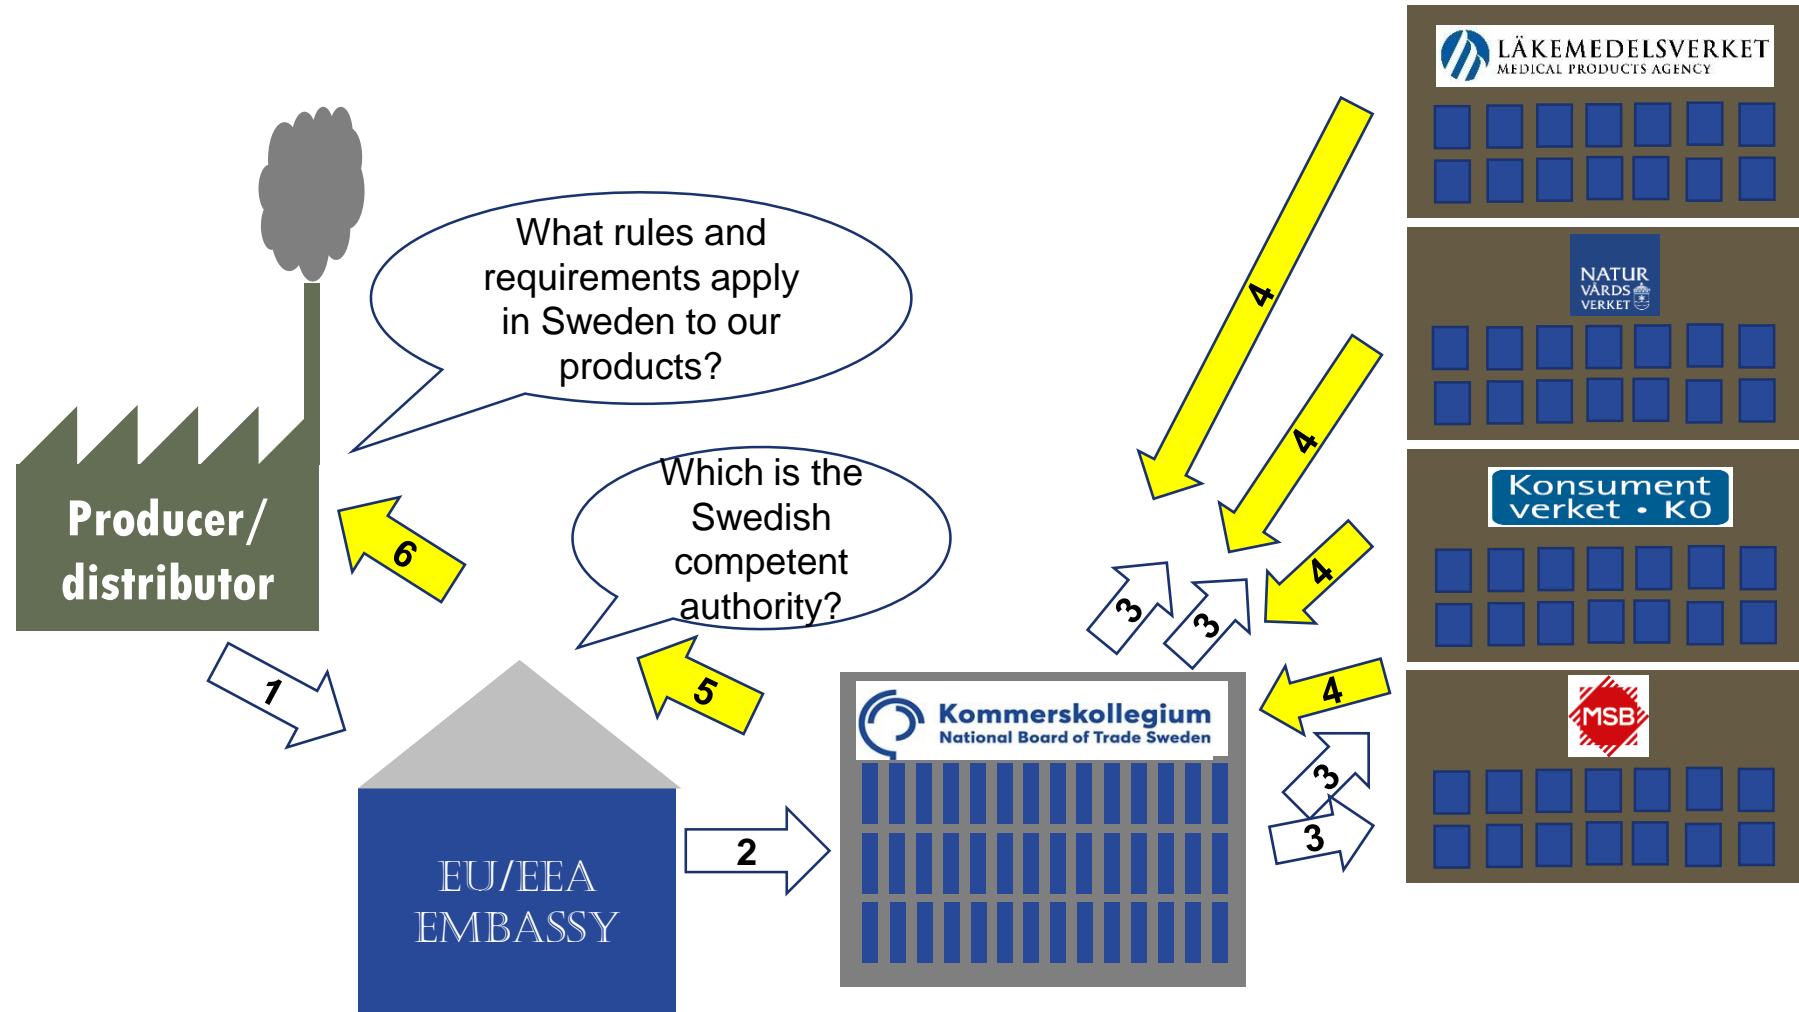 LÄKEMEDELSVERKET
MEDICAL PRODUCTS AGENCY
What rules and
requirements apply
in Sweden to our
products?
4
NATUR
VÅRDS
VERKET
4
Which is the
Swedish
competent
authority?
Konsument
verket • KO
Producer/
distributor
6
4
3
3
1
5
4
Kommerskollegium
National Board of Trade Sweden
MSB
3
3
2
EU/EEA
EMBASSY